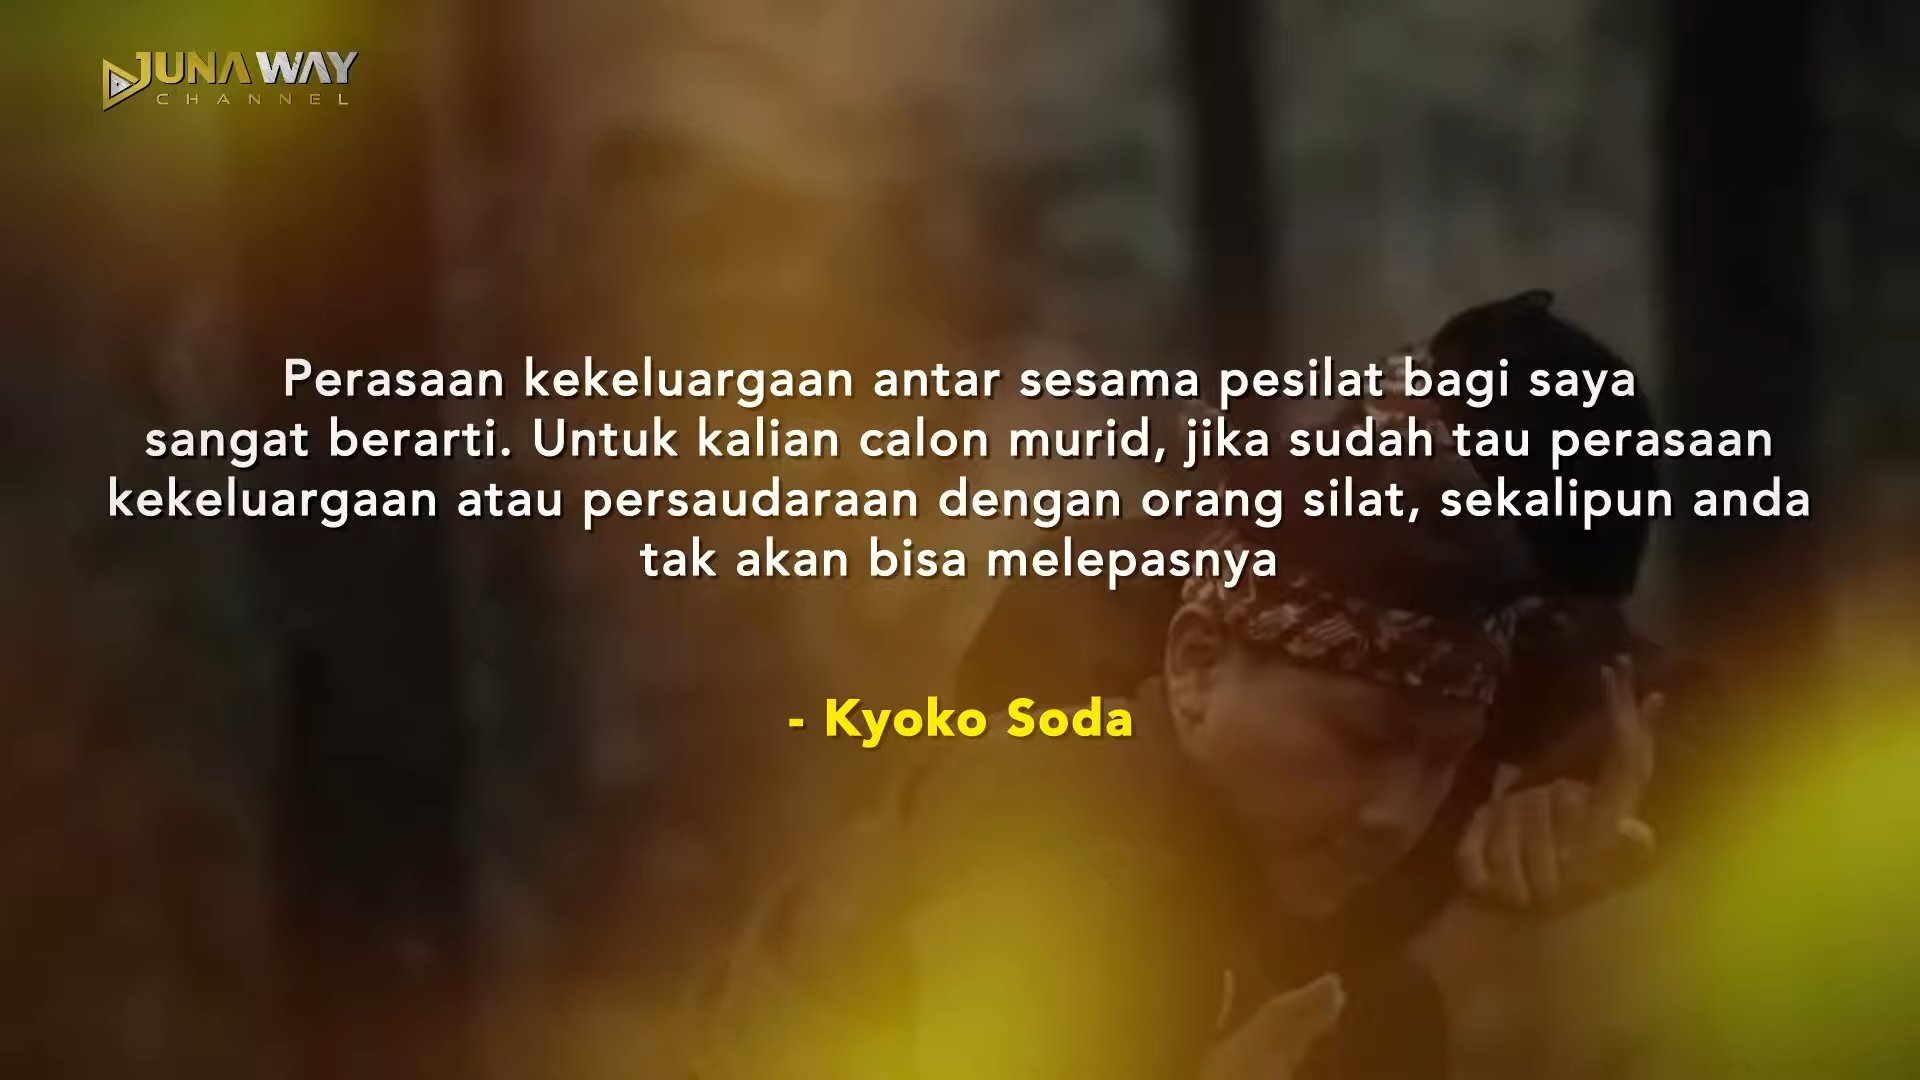 JUNAWAY
CHANNEL
Perasaan kekeluargaan antar sesama pesilat bagi saya
sangat berarti. Untuk kalian calon murid, jika sudah tau perasaan
kekeluargaan atau persaudaraan dengan orang silat, sekalipun anda
tak akan bisa melepasnya
- Kyoko Soda